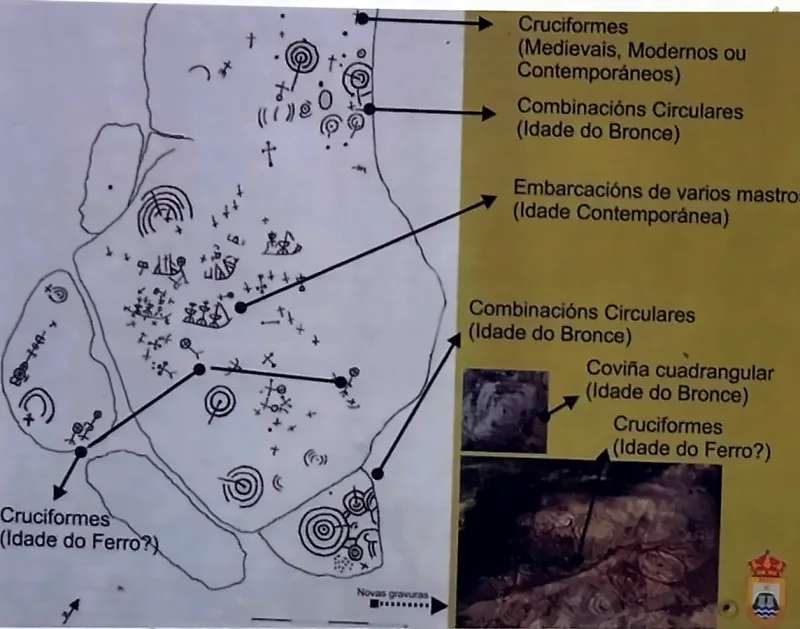 Cruciformes
(Medievais, Modernos ou
Contemporáneos)
Combinacións Circulares
(Idade do Bronce)
Embarcacións de varios mastro
(Idade Contemporánea)
Combinacións Circulares
(Idade do Bronce)
Coviña cuadrangular
(Idade do Bronce)
Cruciformes
(Idade do Ferro?)
Cruciformes
(Idade do Ferro?)
Novas gravuras